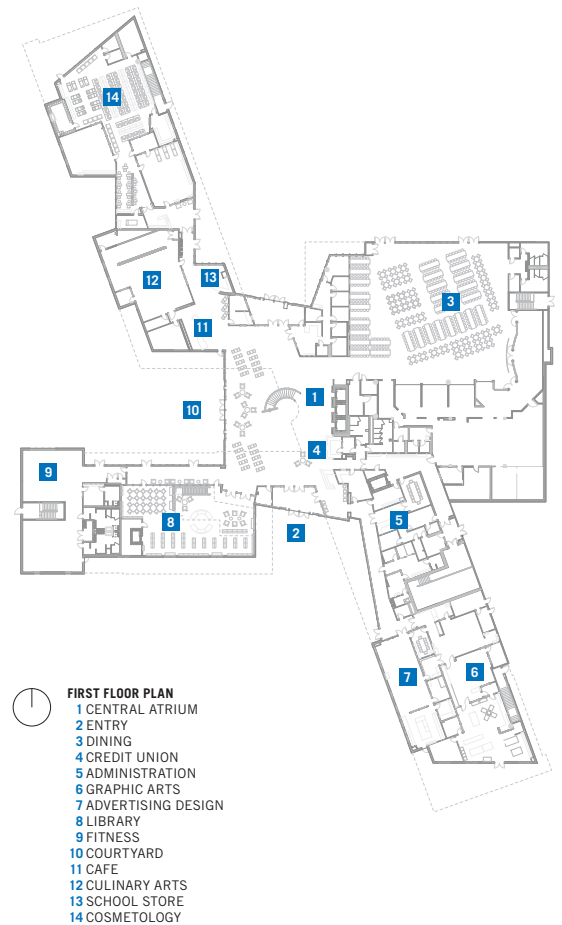 14
13
12
3
11
10
1
4
9
8
5
2
7
6
FIRST FLOOR PLAN
1 CENTRAL ATRIUM
2 ENTRY
3 DINING
4 CREDIT UNION
5 ADMINISTRATION
6 GRAPHIC ARTS
7 ADVERTISING DESIGN
8 LIBRARY
9 FITNESS
10 COURTYARD
11 CAFE
12 CULINARY ARTS
13 SCHOOL STORE
14 COSMETOLOGY